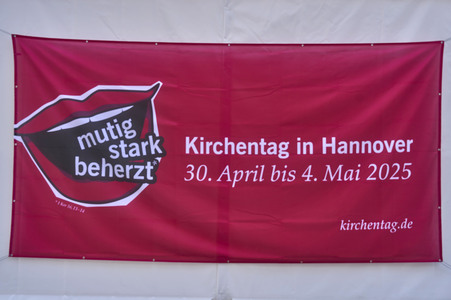 mutig
stark
beherzt*
Kirchentag in Hannover
30. April bis 4. Mai 2025
kirchentag.de